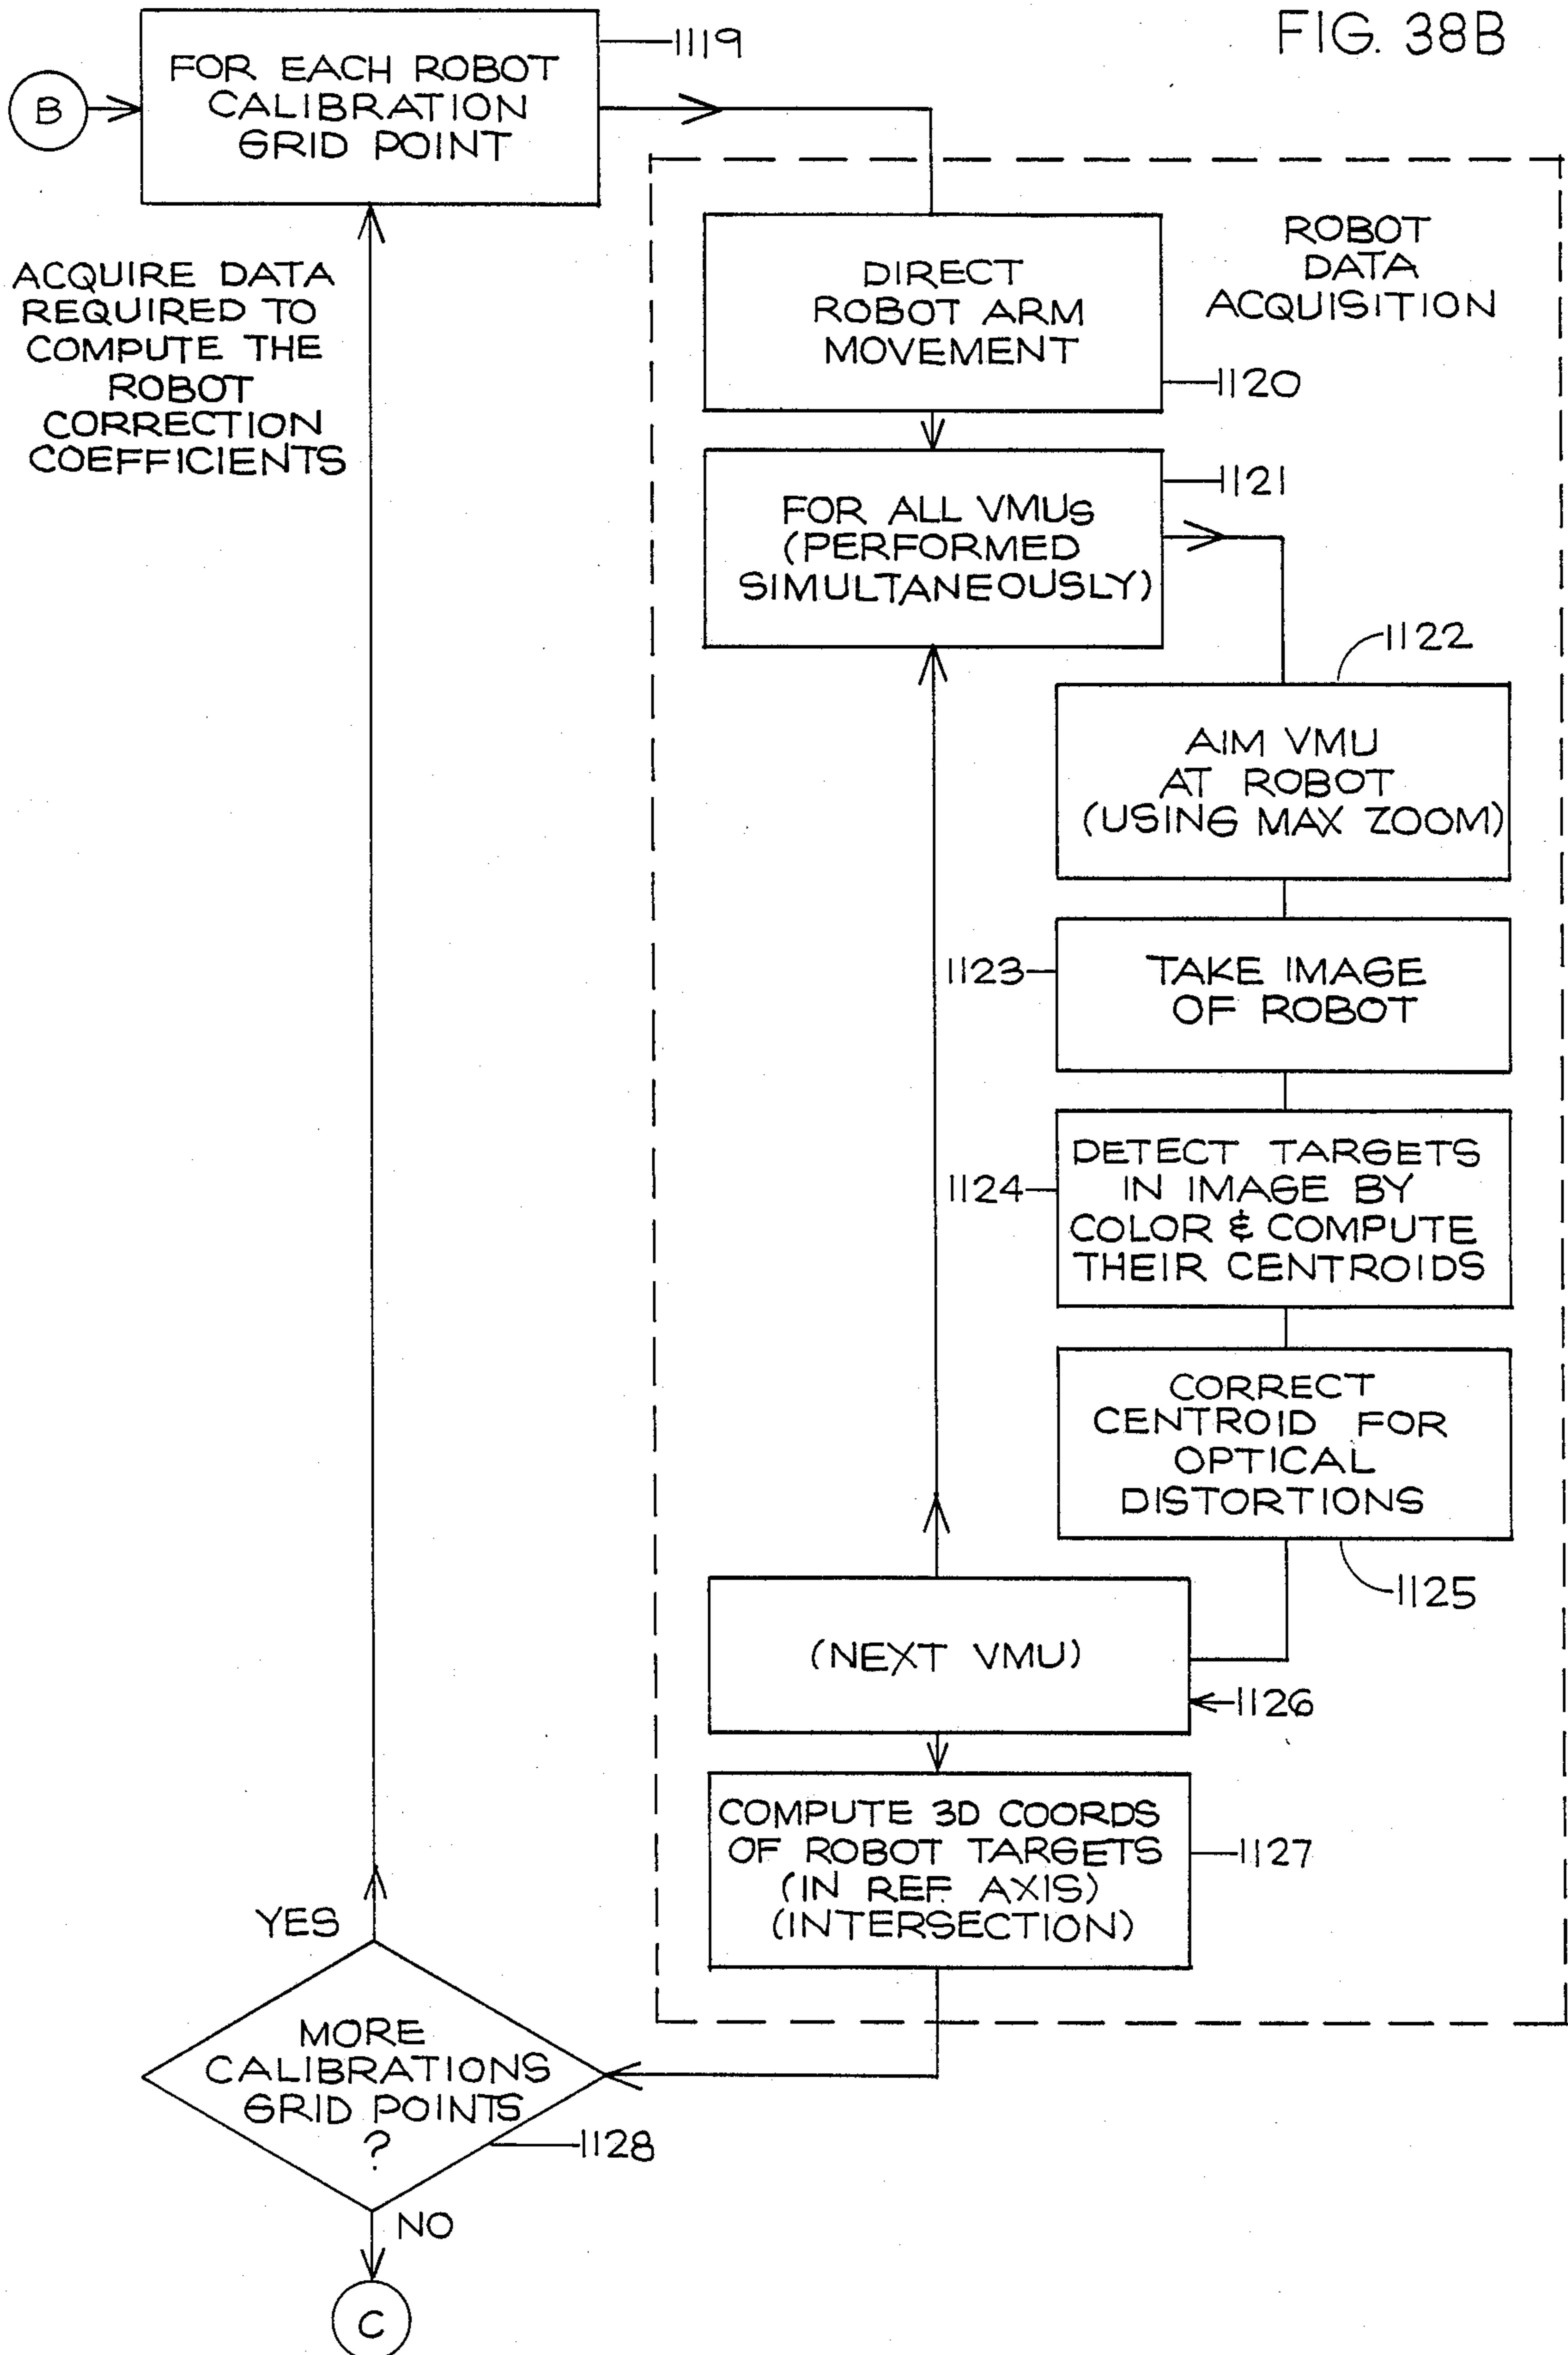 FIG. 38B
B
FOR EACH ROBOT
CALIBRATION
GRID POINT
1119
ACQUIRE DATA
REQUIRED TO
COMPUTE THE
ROBOT
CORRECTION
COEFFICIENTS
ROBOT
DATA
ACQUISITION
DIRECT
ROBOT ARM
MOVEMENT
1120
FOR ALL VMUs
(PERFORMED
SIMULTANEOUSLY)
1121
1122
AIM VMU
AT ROBOT
(USING MAX ZOOM)
1123
TAKE IMAGE
OF ROBOT
1124
DETECT TARGETS
IN IMAGE BY
COLOR & COMPUTE
THEIR CENTROIDS
CORRECT
CENTROID FOR
OPTICAL
DISTORTIONS
1125
(NEXT VMU)
1126
COMPUTE 3D COORDS
OF ROBOT TARGETS
(IN REF. AXIS)
(INTERSECTION)
1127
YES
MORE
CALIBRATIONS
GRID POINTS
?
1128
NO
C